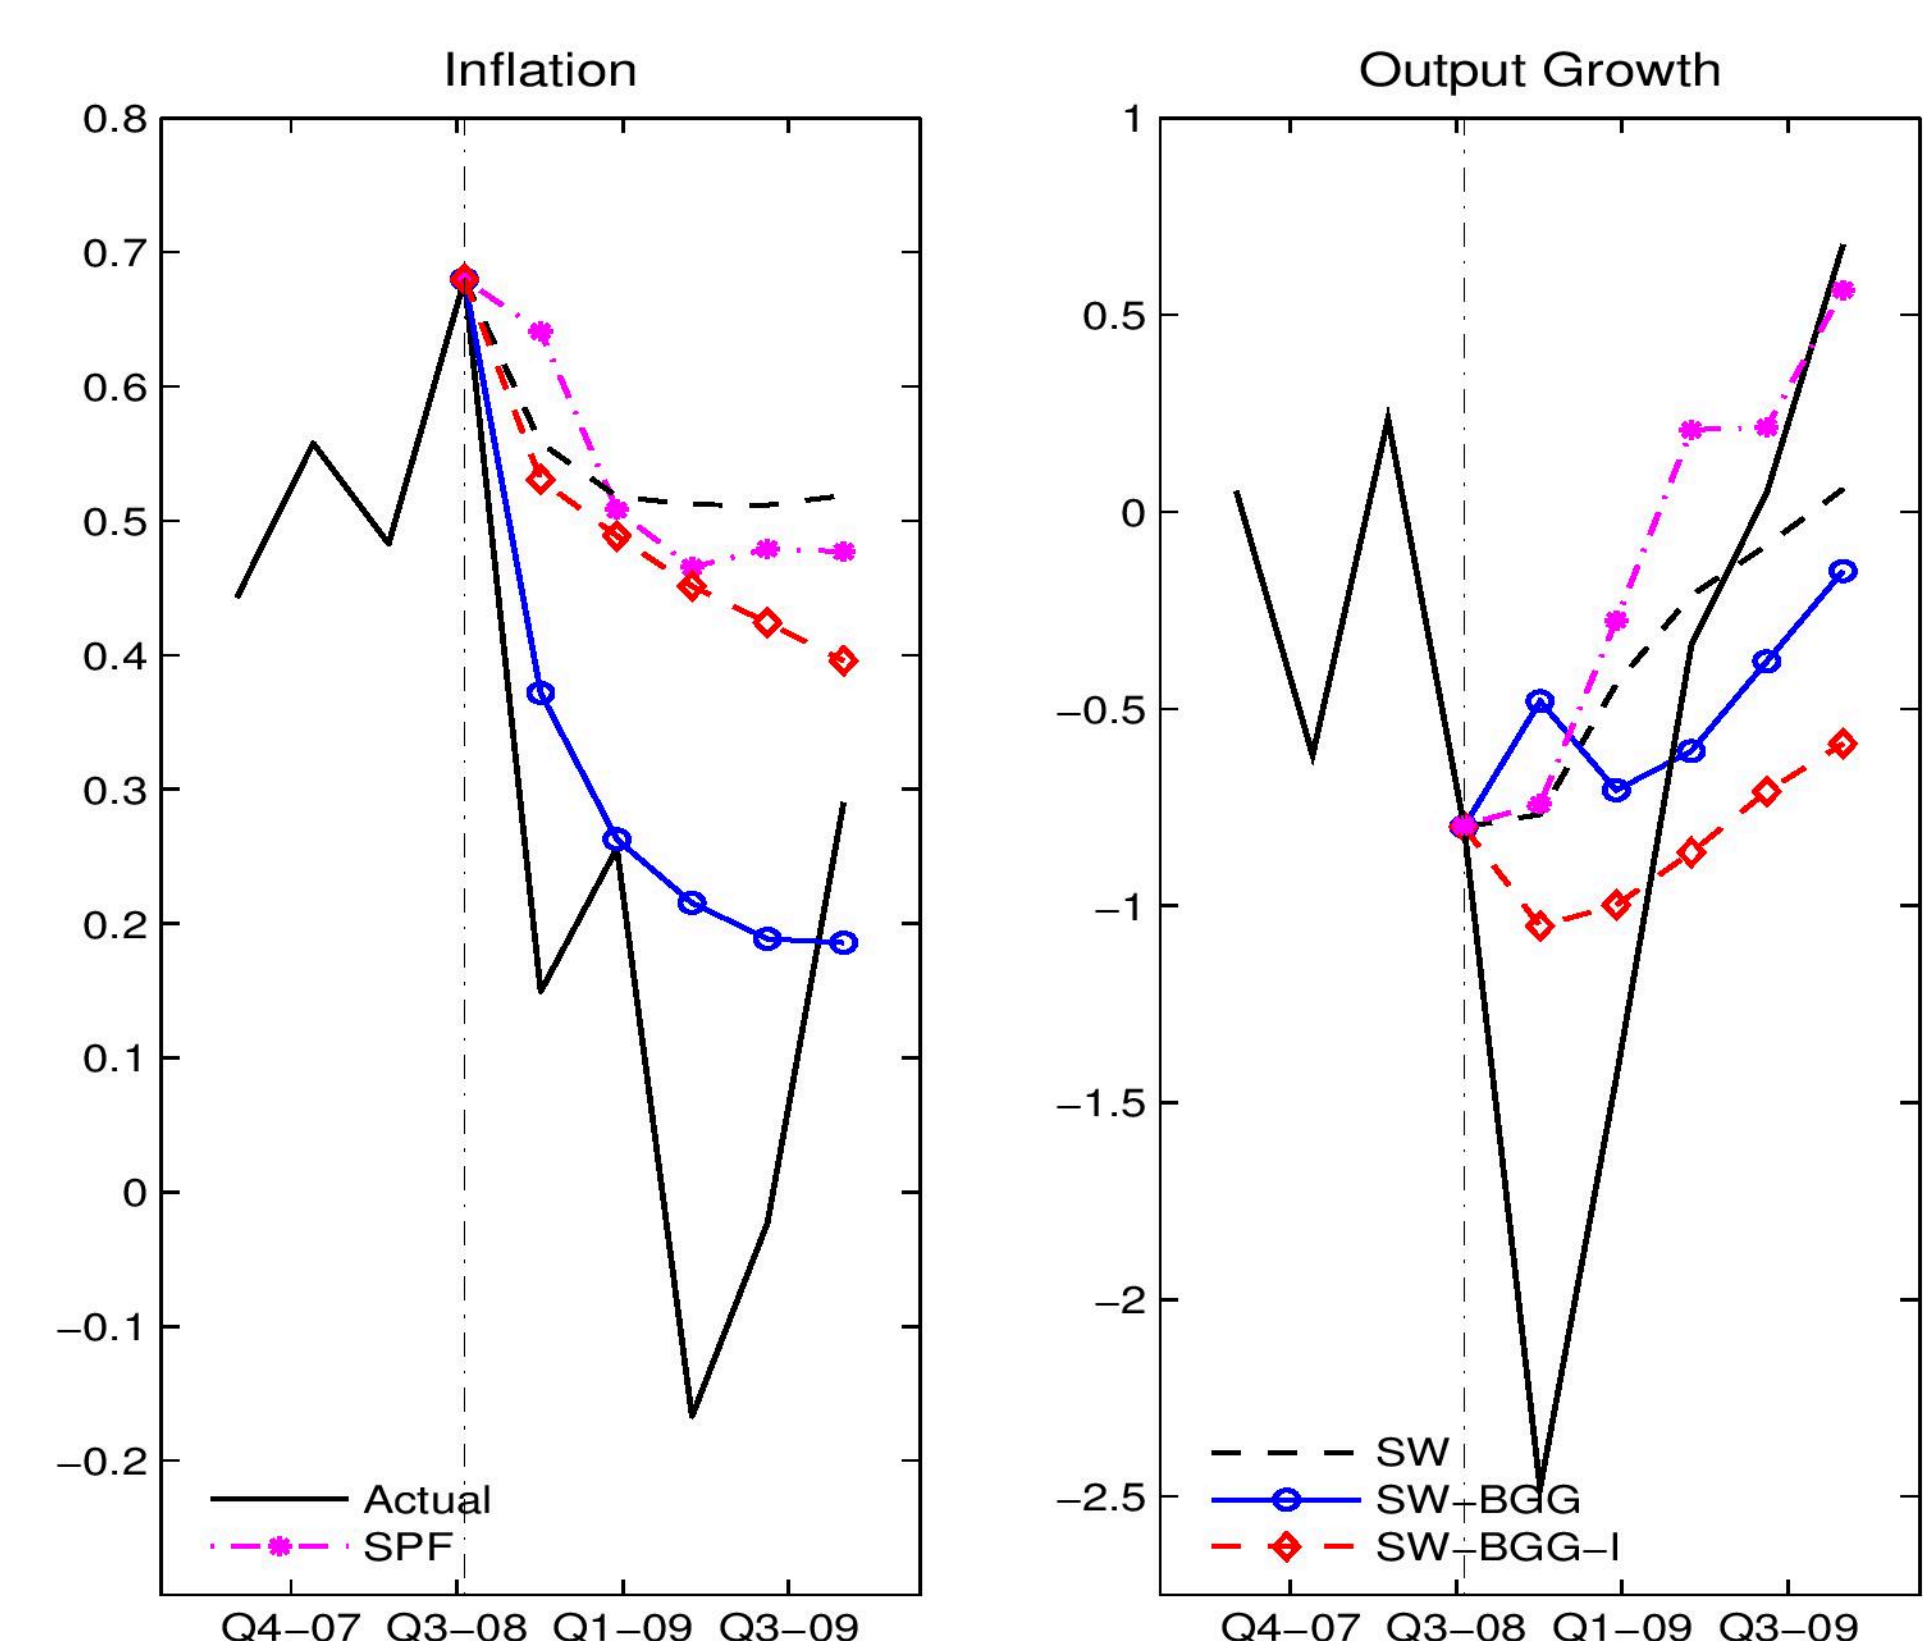 Inflation
0.8
0.7
0.6
0.5
0.4
0.3
0.2
0.1
0
−0.1
−0.2
Actual
SPF
Q4−07 Q3−08 Q1−09 Q3−09
Output Growth
1
0.5
0
−0.5
−1
−1.5
−2
−2.5
SW
SW−BGG
SW−BGG−I
Q4−07 Q3−08 Q1−09 Q3−09